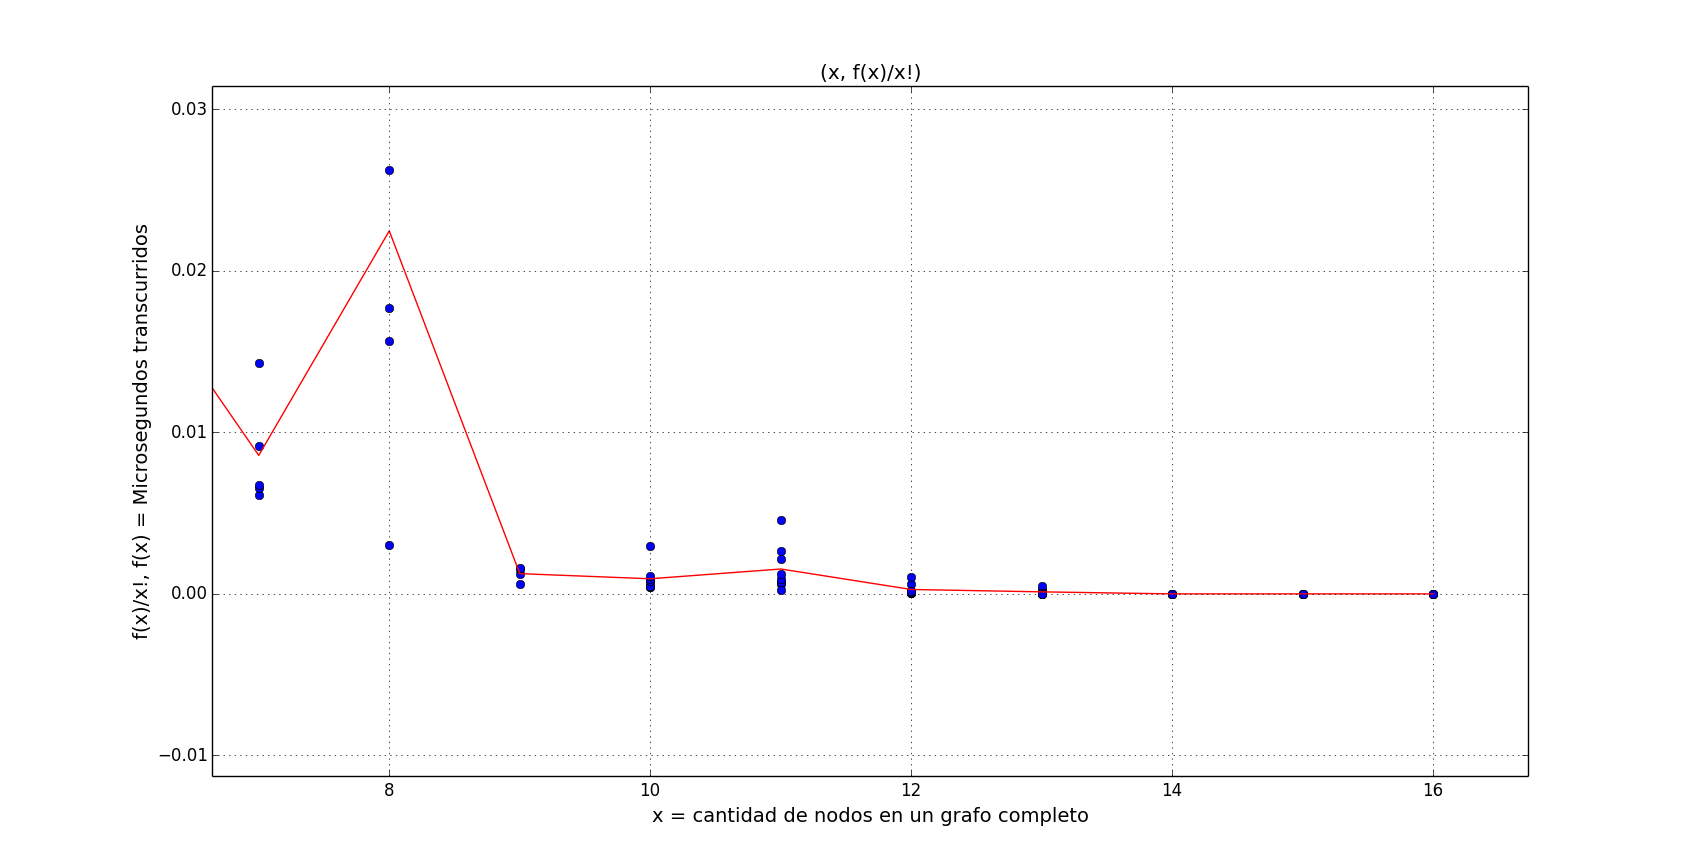 (x, f(x)/x!)
0.03
0.02
0.01
0.00
−0.01
f(x)/x!, f(x) = Microsegundos transcurridos
8 10 12 14 16
x = cantidad de nodos en un grafo completo